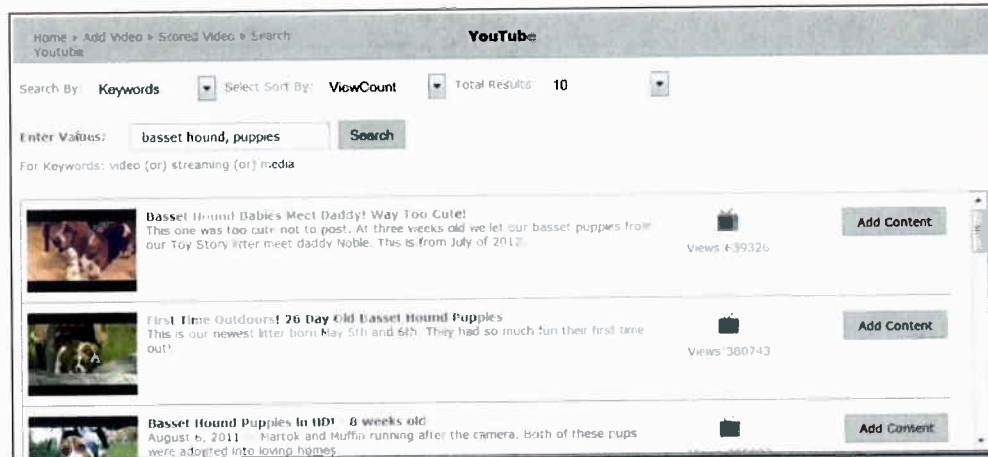 Home » Add Video » Stored Video » Search
Youtube
YouTube
Search By: Keywords Select Sort By: ViewCount Total Results: 10
Enter Values: basset hound, puppies Search
For Keywords: video (or) streaming (or) media
Basset Hound Babies Meet Daddy! Way Too Cute!
This one was too cute not to post. At three weeks old we let our basset puppies from
our Toy Story litter meet daddy Noble. This is from July of 2012.
Views:639326
Add Content
First Time Outdoors! 26 Day Old Basset Hound Puppies
This is our newest litter born May 5th and 6th. They had so much fun their first time
out!
Views:380743
Add Content
Basset Hound Puppies In HD! - 8 weeks old
August 6, 2011 -- Martok and Muffin running after the camera. Both of these pups
were adopted into loving homes.
Add Content